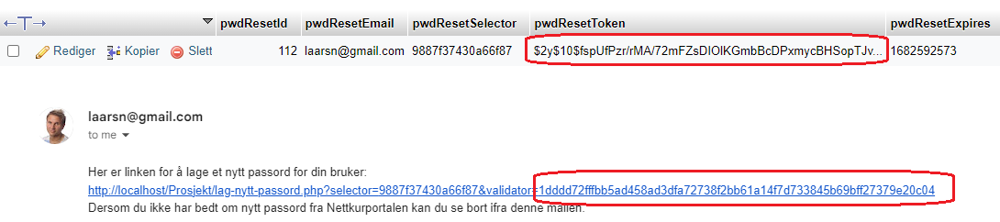 ←T→ pwdResetId pwdResetEmail pwdResetSelector pwdResetToken pwdResetExpires
Rediger Kopier Slett 112 laarsn@gmail.com 9887f37430a66f87 $2y$10$fspUfPzr/rMA/72mFZsDIOlKGmbBcDPxmycBHSopTJv... 1682592573
laarsn@gmail.com
to me
Her er linken for å lage et nytt passord for din bruker:
http://localhost/Prosjekt/lag-nytt-passord.php?selector=9887f37430a66f87&validator=1dddd72fffbb5ad458ad3dfa72738f2bb61a14f7d733845b69bff27379e20c04
Dersom du ikke har bedt om nytt passord fra Nettkurportalen kan du se bort ifra denne mailen.